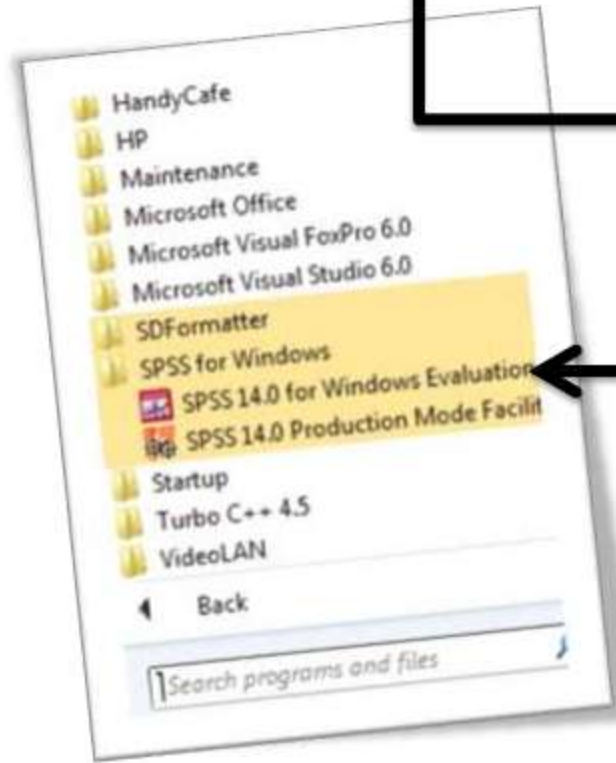 HandyCafe
HP
Maintenance
Microsoft Office
Microsoft Visual FoxPro 6.0
Microsoft Visual Studio 6.0
SDFormatter
SPSS for Windows
SPSS 14.0 for Windows Evaluation
SPSS 14.0 Production Mode Facilit
Startup
Turbo C++ 4.5
VideoLAN
Back
Search programs and files